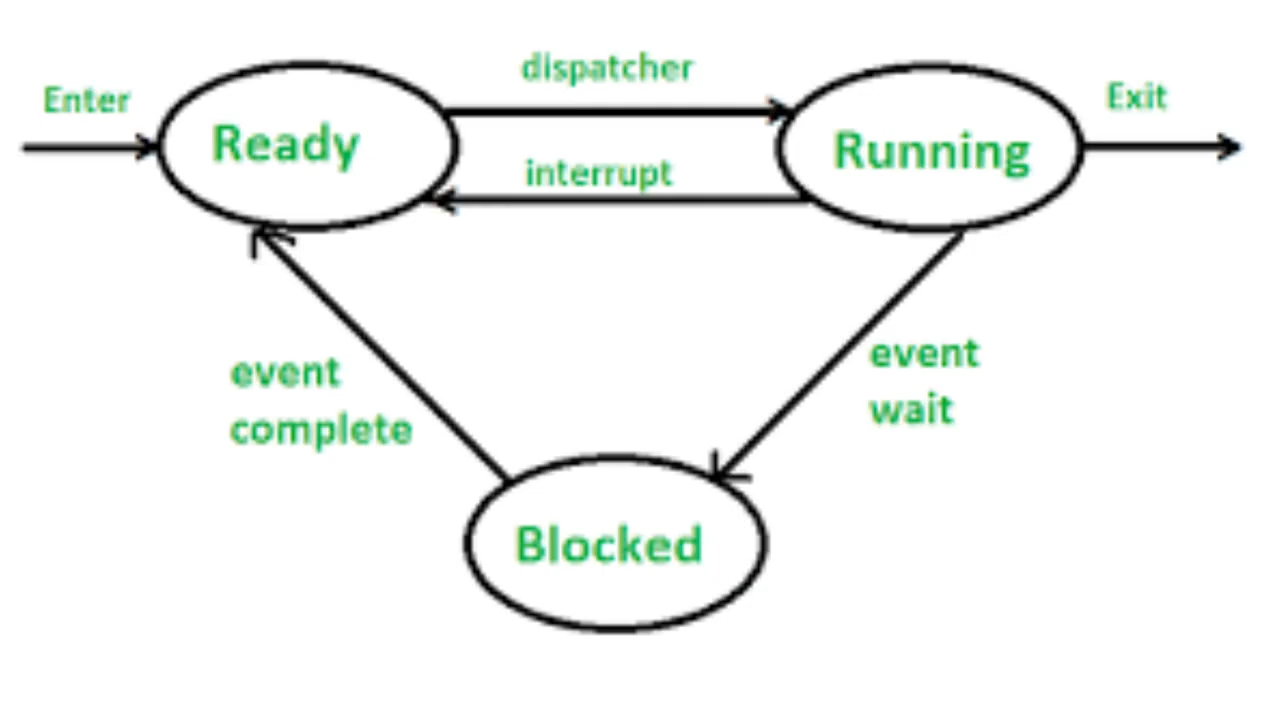 Enter
dispatcher
Exit
Ready
interrupt
Running
event
complete
event
wait
Blocked